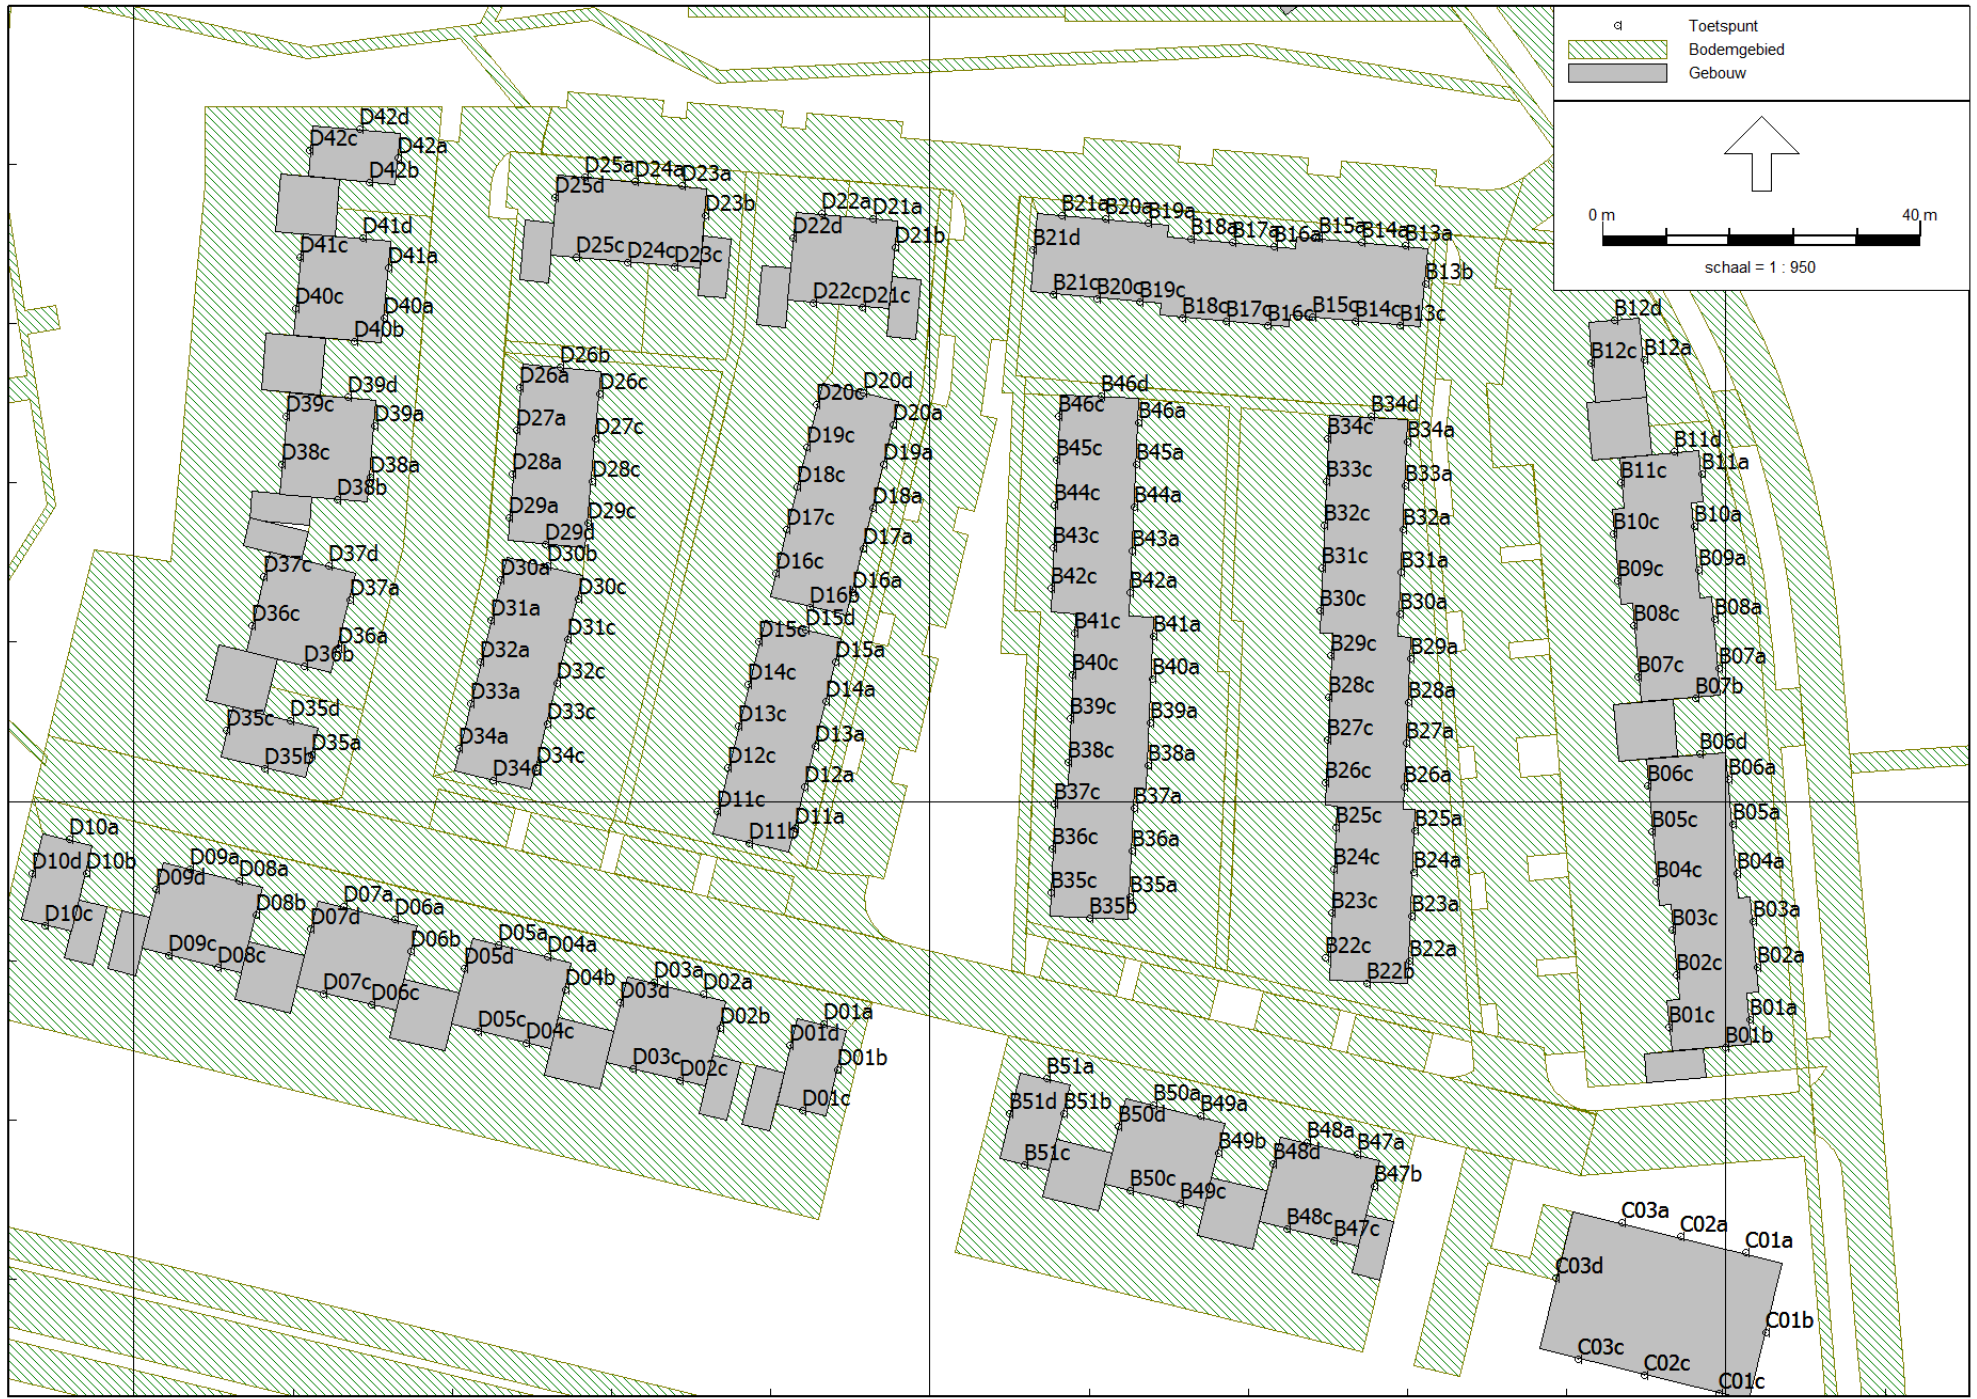 Toetspunt
Bodemgebied
Gebouw
0 m 40 m
schaal = 1 : 950
D42d
D42c
D42a
D42b
D41d
D41c
D41a
D40c
D40a
D40b
D39d
D39c
D39a
D38c
D38a
D38b
D37d
D37c
D37a
D36c
D36a
D36b
D35d
D35c
D35a
D35b
D25a
D24a
D23a
D25d
D23b
D25c
D24c
D23c
D26b
D26a
D26c
D27a
D27c
D28a
D28c
D29a
D29c
D29d
D30b
D30a
D30c
D31a
D31c
D32a
D32c
D33a
D33c
D34a
D34c
D34d
D22a
D21a
D22d
D21b
D22c
D21c
D20d
D20c
D20a
D19c
D19a
D18c
D18a
D17c
D17a
D16c
D16a
D16b
D15d
D15c
D15a
D14c
D14a
D13c
D13a
D12c
D12a
D11c
D11a
D11b
B21a
B20a
B19a
B18a
B17a
B16a
B15a
B14a
B13a
B21d
B13b
B21c
B20c
B19c
B18c
B17c
B16c
B15c
B14c
B13c
B46d
B46c
B46a
B45c
B45a
B44c
B44a
B43c
B43a
B42c
B42a
B41c
B41a
B40c
B40a
B39c
B39a
B38c
B38a
B37c
B37a
B36c
B36a
B35c
B35a
B35b
B34d
B34c
B34a
B33c
B33a
B32c
B32a
B31c
B31a
B30c
B30a
B29c
B29a
B28c
B28a
B27c
B27a
B26c
B26a
B25c
B25a
B24c
B24a
B23c
B23a
B22c
B22a
B22b
B12d
B12c
B12a
B11d
B11c
B11a
B10c
B10a
B09c
B09a
B08c
B08a
B07c
B07a
B07b
B06d
B06c
B06a
B05c
B05a
B04c
B04a
B03c
B03a
B02c
B02a
B01c
B01a
B01b
D10a
D10d
D10b
D10c
D09a
D08a
D09d
D08b
D09c
D08c
D07a
D06a
D07d
D06b
D07c
D06c
D05a
D04a
D05d
D04b
D05c
D04c
D03a
D02a
D03d
D02b
D03c
D02c
D01a
D01d
D01b
D01c
B51a
B51d
B51b
B51c
B50a
B49a
B50d
B49b
B50c
B49c
B48a
B47a
B48d
B47b
B48c
B47c
C03a
C02a
C01a
C03d
C01b
C03c
C02c
C01c